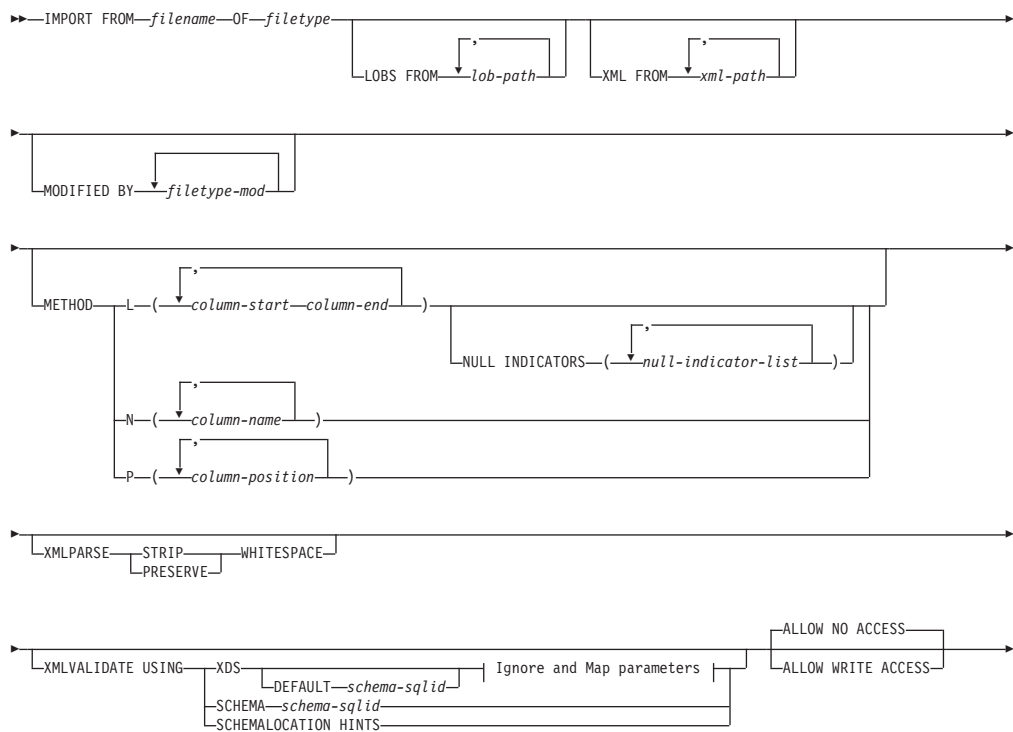 IMPORT FROM filename OF filetype
,
,
LOBS FROM lob-path
XML FROM xml-path
MODIFIED BY filetype-mod
,
METHOD L ( column-start column-end )
,
NULL INDICATORS ( null-indicator-list )
,
N ( column-name )
,
P ( column-position )
XMLPARSE STRIP WHITESPACE
PRESERVE
ALLOW NO ACCESS
XMLVALIDATE USING XDS Ignore and Map parameters ALLOW WRITE ACCESS
DEFAULT schema-sqlid
SCHEMA schema-sqlid
SCHEMALOCATION HINTS